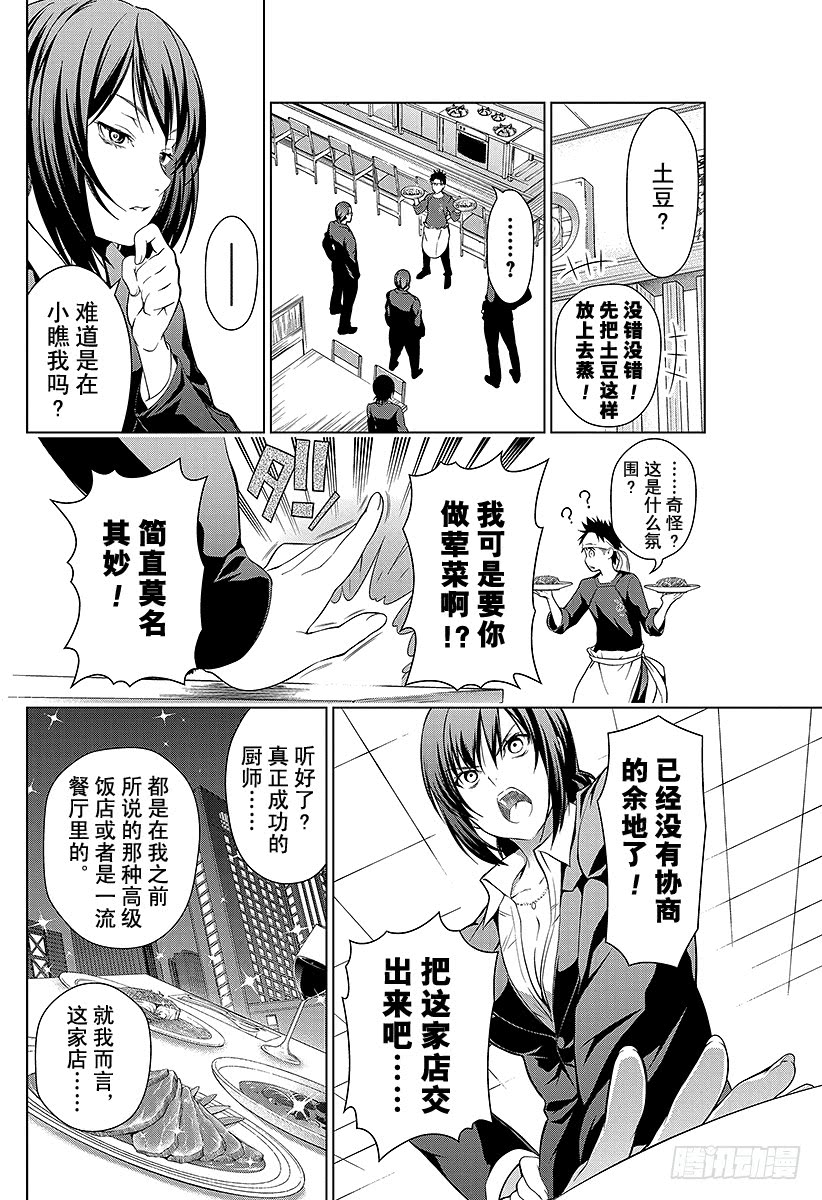 土豆?
没错没错!
先把土豆这样
放上去蒸!
……?
——
难道是在
小瞧我吗?
……奇怪?
这是什么氛
围?
?
?
?
我可是要你
做荤菜啊!?
ダンッ
简直莫名
其妙!
已经没有协商
的余地了!
把这家店交
出来吧……
听好了?
真正成功的
厨师……
都是在我之前
所说的那种高级
饭店或者是一流
餐厅里的。
就我而言,
这家店……
腾讯动漫